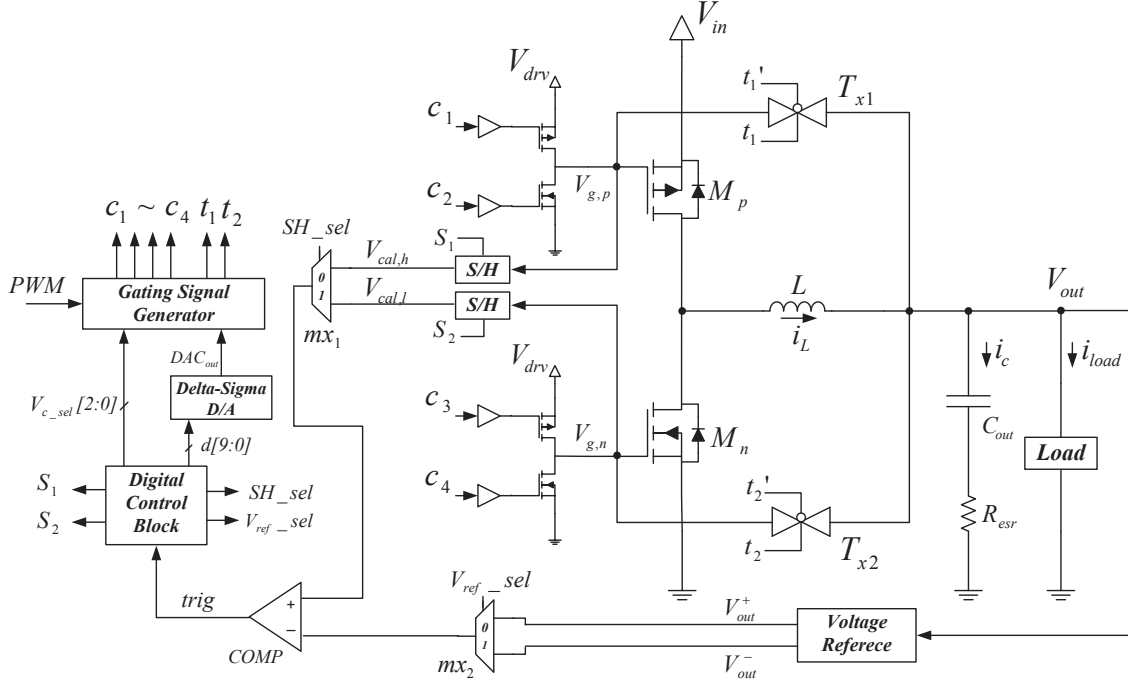 V_in
V_drv
t_1'
T_x1
c_1
t_1
V_g,p
M_p
c_2
c_1 ~ c_4 t_1 t_2
SH_sel
S_1
V_cal,h
S/H
0
1
V_cal,l
S/H
S_2
mx_1
PWM
Gating Signal
Generator
L
i_L
V_out
i_c
i_load
DAC_out
V_drv
Delta-Sigma
D/A
V_c_sel[2:0]
d[9:0]
c_3
V_g,n
M_n
C_out
Load
c_4
S_1
S_2
Digital
Control
Block
SH_sel
V_ref_sel
t_2'
t_2
T_x2
R_esr
trig
+
−
COMP
V_ref_sel
0
1
mx_2
V_out^+
V_out^-
Voltage
Referece